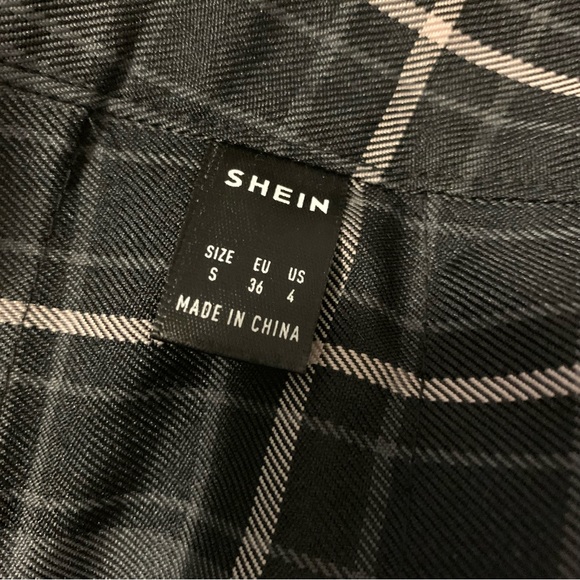 SHEIN
SIZE EU US
S 36 4
MADE IN CHINA